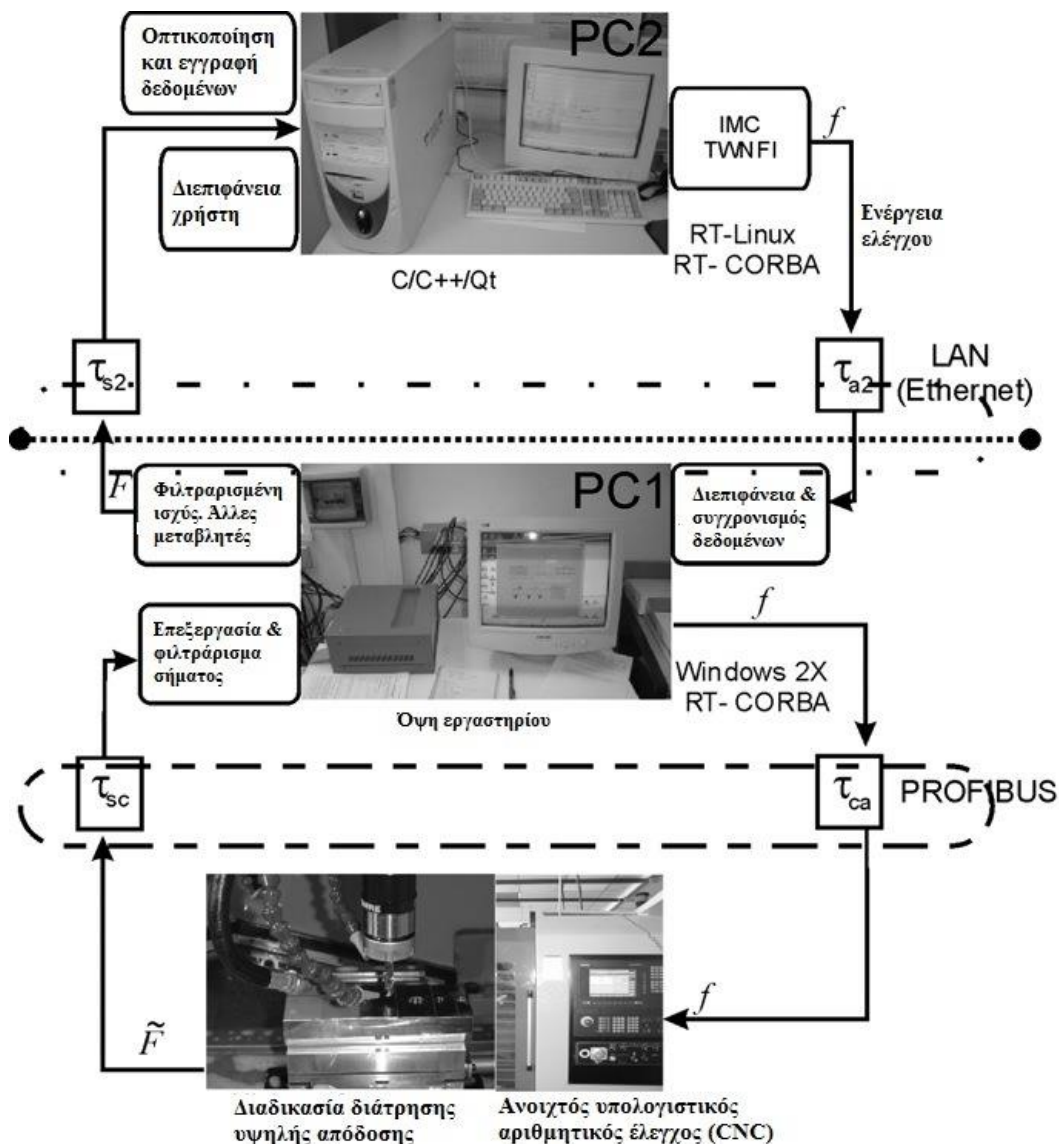 Οπτικοποίηση
και εγγραφή
δεδομένων
PC2
IMC
TWNFI
f
Διεπιφάνεια
χρήστη
Ενέργεια
ελέγχου
RT-Linux
RT- CORBA
C/C++/Qt
τs2
τa2
LAN
(Ethernet)
F
Φιλτραρισμένη
ισχύς. Άλλες
μεταβλητές
PC1
Διεπιφάνεια &
συγχρονισμός
δεδομένων
f
Επεξεργασία &
φιλτράρισμα
σήματος
Windows 2X
RT- CORBA
Όψη εργαστηρίου
τsc
τca
PROFIBUS
F̃
f
Διαδικασία διάτρησης
υψηλής απόδοσης
Ανοιχτός υπολογιστικός
αριθμητικός έλεγχος (CNC)